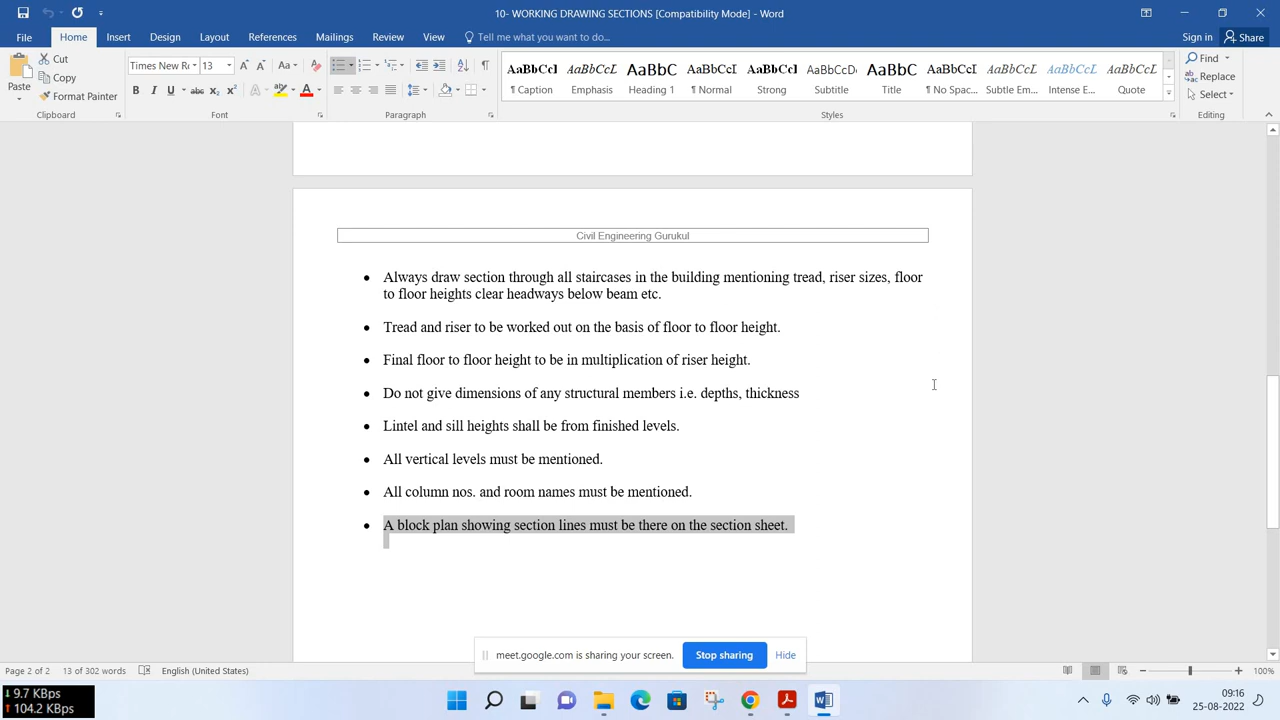 10- WORKING DRAWING SECTIONS [Compatibility Mode] - Word
File Home Insert Design Layout References Mailings Review View Tell me what you want to do... Sign in Share
Paste
Cut
Copy
Format Painter
Clipboard
Times New Ro 13
Aa
B I U abc x₂ x² A ab A
Font
Paragraph
AaBbCcI AaBbCcL AaBbC AaBbCcI AaBbCcI AaBbCcDc AaBbC AaBbCcI AaBbCcL AaBbCcL AaBbCcL
¶ Caption Emphasis Heading 1 ¶ Normal Strong Subtitle Title ¶ No Spac... Subtle Em... Intense E... Quote
Styles
Find
Replace
Select
Editing
Civil Engineering Gurukul
• Always draw section through all staircases in the building mentioning tread, riser sizes, floor
to floor heights clear headways below beam etc.
• Tread and riser to be worked out on the basis of floor to floor height.
• Final floor to floor height to be in multiplication of riser height.
• Do not give dimensions of any structural members i.e. depths, thickness
• Lintel and sill heights shall be from finished levels.
• All vertical levels must be mentioned.
• All column nos. and room names must be mentioned.
• A block plan showing section lines must be there on the section sheet.
meet.google.com is sharing your screen. Stop sharing Hide
Page 2 of 2 13 of 302 words English (United States) 100%
9.7 KBps
104.2 KBps
09:16
25-08-2022